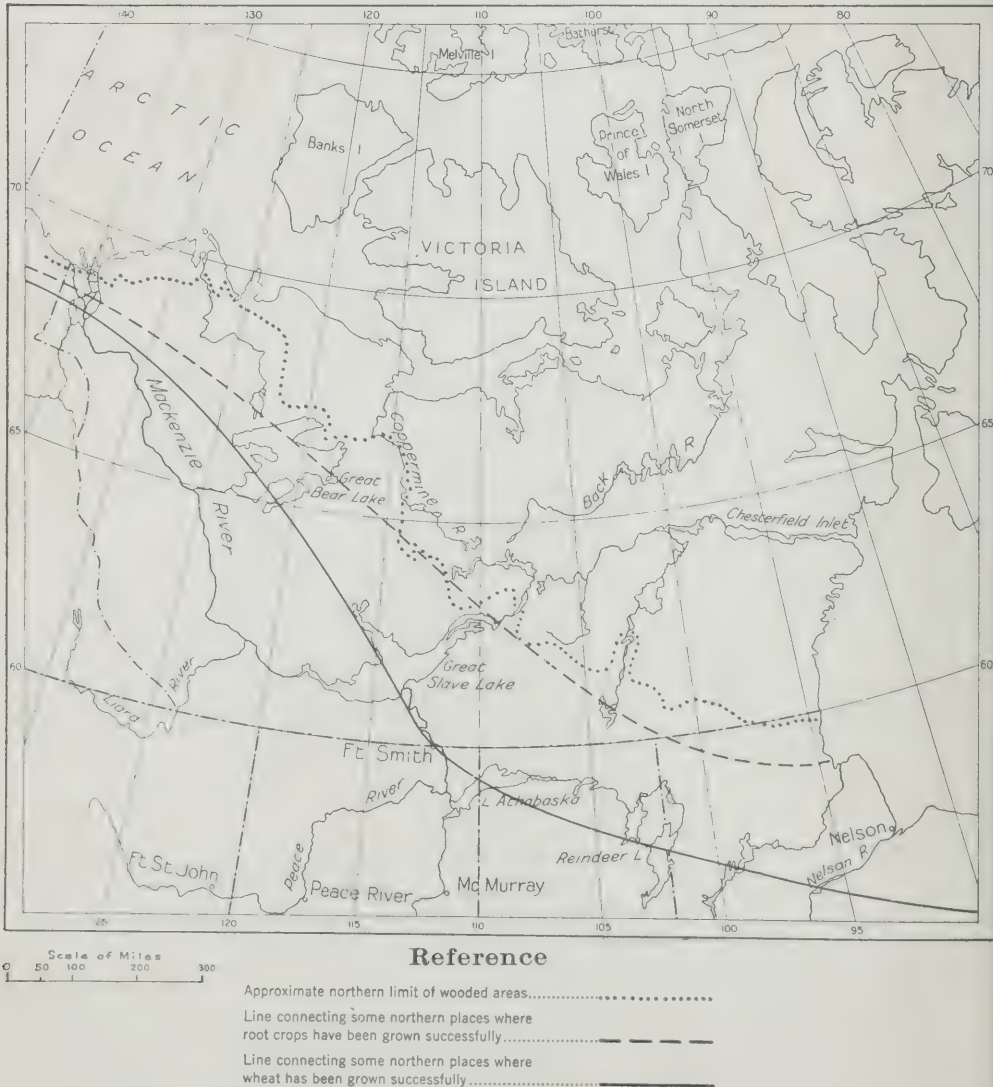 140 130 120 110 100 90 80
Melville I
Bathurst
ARCTIC
OCEAN
Banks I
Prince
of
Wales I
North
Somerset
I
70
70
VICTORIA
ISLAND
Mackenzie
River
Coppermine R
Great
Bear Lake
Back R
Chesterfield Inlet
65
65
Great
Slave Lake
60
60
Liard River
Ft Smith
River
L Athabaska
Reindeer L
Nelson
Nelson R
Ft St John
Peace
Peace River
Mc Murray
120 115 110 105 100 95
Scale of Miles
0 50 100 200 300
Reference
Approximate northern limit of wooded areas
Line connecting some northern places where
root crops have been grown successfully
Line connecting some northern places where
wheat has been grown successfully